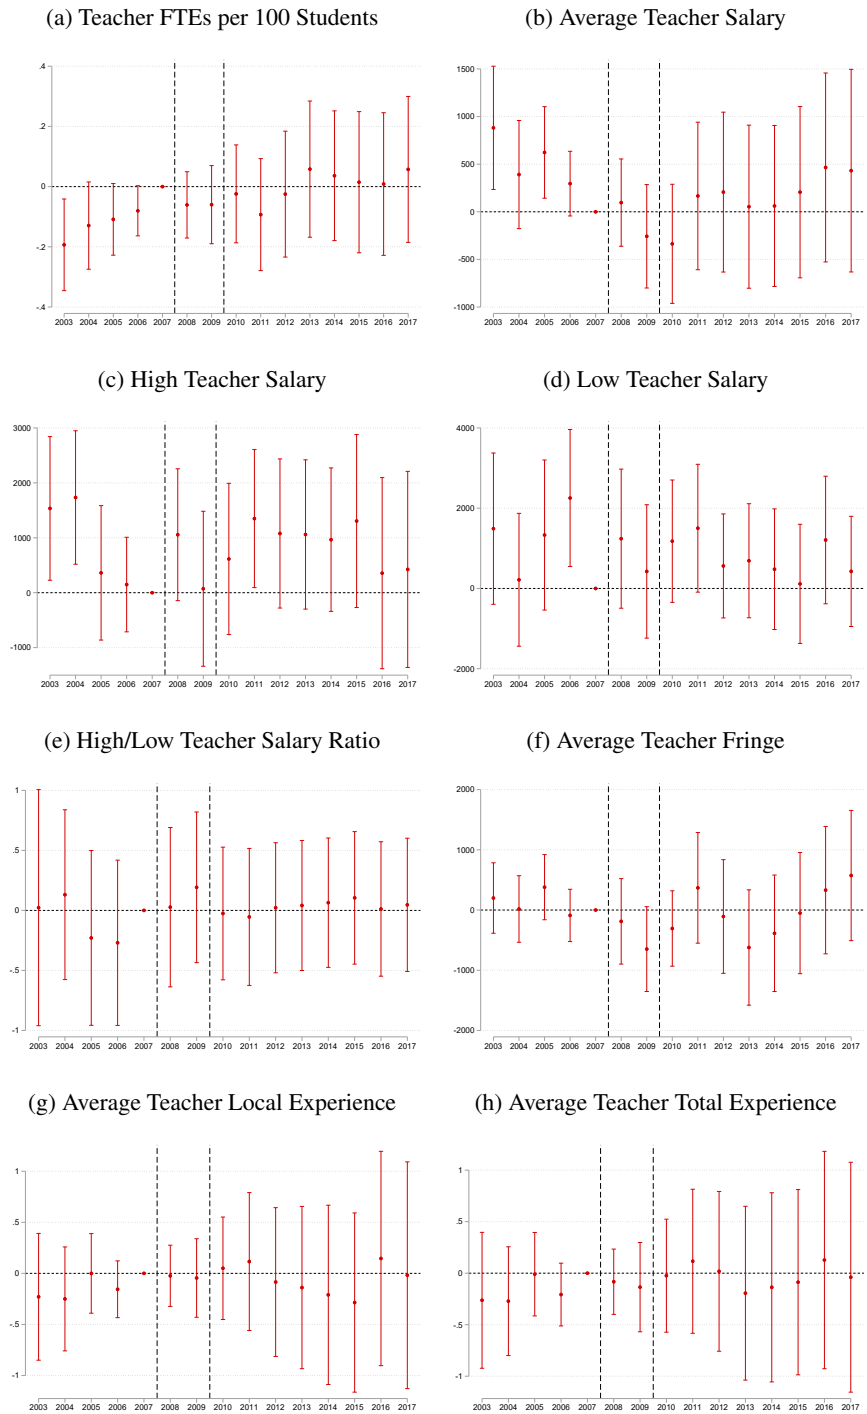 (a) Teacher FTEs per 100 Students
.4
.2
0
-.2
-.4
2003 2004 2005 2006 2007 2008 2009 2010 2011 2012 2013 2014 2015 2016 2017
(b) Average Teacher Salary
1500
1000
500
0
-500
-1000
2003 2004 2005 2006 2007 2008 2009 2010 2011 2012 2013 2014 2015 2016 2017
(c) High Teacher Salary
3000
2000
1000
0
-1000
2003 2004 2005 2006 2007 2008 2009 2010 2011 2012 2013 2014 2015 2016 2017
(d) Low Teacher Salary
4000
2000
0
-2000
2003 2004 2005 2006 2007 2008 2009 2010 2011 2012 2013 2014 2015 2016 2017
(e) High/Low Teacher Salary Ratio
1
.5
0
-.5
-1
2003 2004 2005 2006 2007 2008 2009 2010 2011 2012 2013 2014 2015 2016 2017
(f) Average Teacher Fringe
2000
1000
0
-1000
-2000
2003 2004 2005 2006 2007 2008 2009 2010 2011 2012 2013 2014 2015 2016 2017
(g) Average Teacher Local Experience
1
.5
0
-.5
-1
2003 2004 2005 2006 2007 2008 2009 2010 2011 2012 2013 2014 2015 2016 2017
(h) Average Teacher Total Experience
1
.5
0
-.5
-1
2003 2004 2005 2006 2007 2008 2009 2010 2011 2012 2013 2014 2015 2016 2017